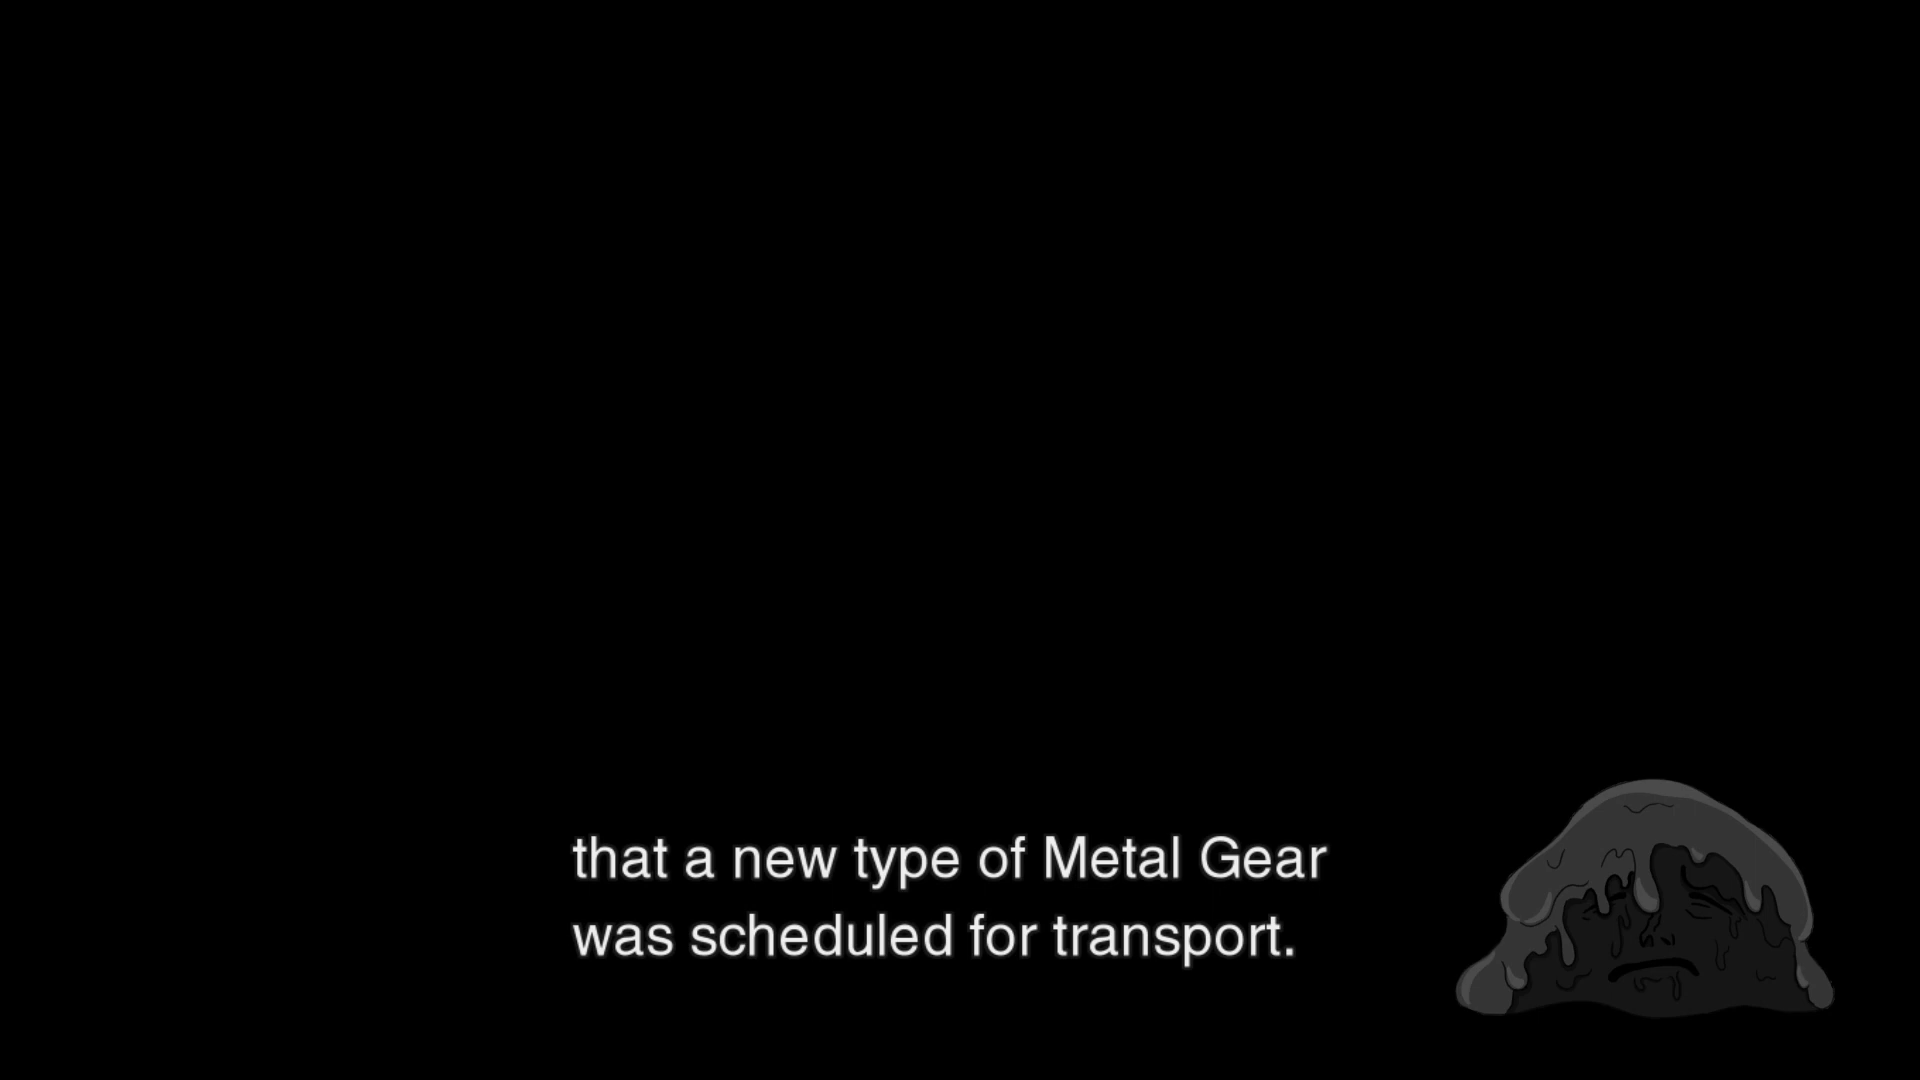 that a new type of Metal Gear
was scheduled for transport.